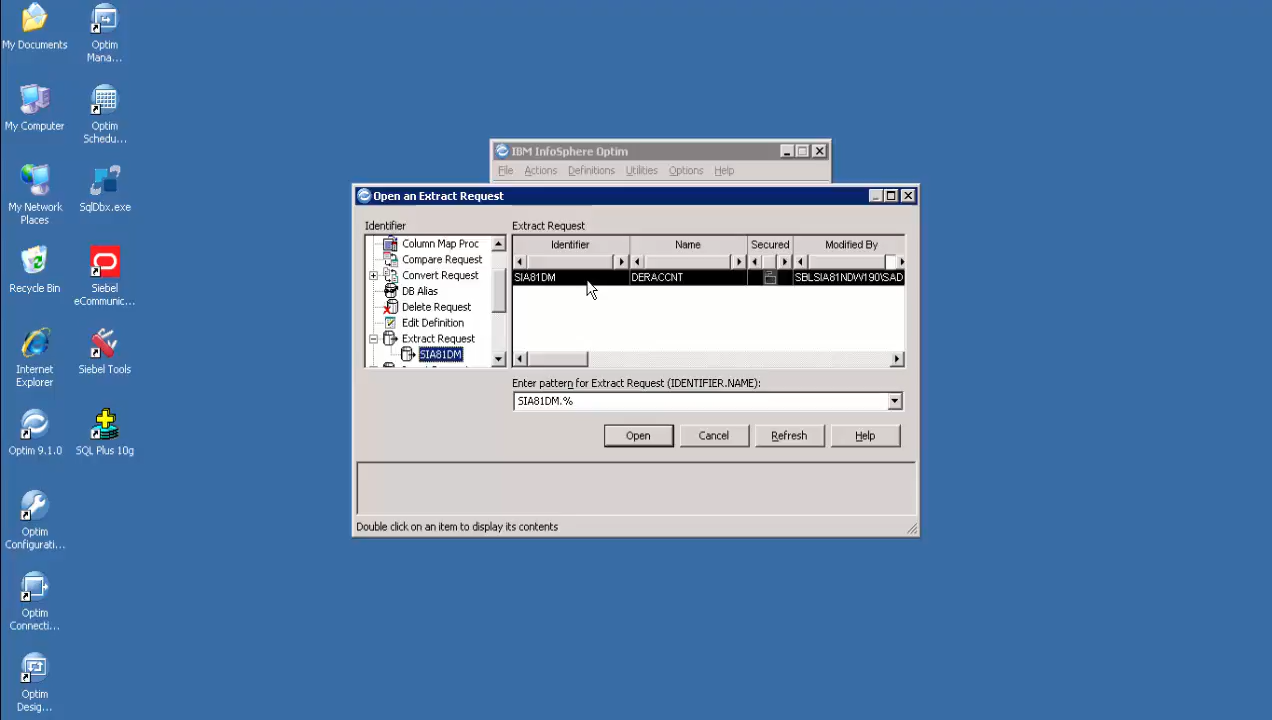 My Documents
Optim
Mana...
My Computer
Optim
Schedu...
My Network
Places
SqlDbx.exe
Recycle Bin
Siebel
eCommunic...
Internet
Explorer
Siebel Tools
Optim 9.1.0
SQL Plus 10g
Optim
Configurati...
Optim
Connecti...
Optim
Desig...
IBM InfoSphere Optim
File Actions Definitions Utilities Options Help
Open an Extract Request
Identifier
Column Map Proc
Compare Request
Convert Request
DB Alias
Delete Request
Edit Definition
Extract Request
SIA81DM
Extract Request
Identifier Name Secured Modified By
SIA81DM DERACCNT SBLSIA81NDW190\SAD
Enter pattern for Extract Request (IDENTIFIER.NAME):
SIA81DM.%
Open Cancel Refresh Help
Double click on an item to display its contents